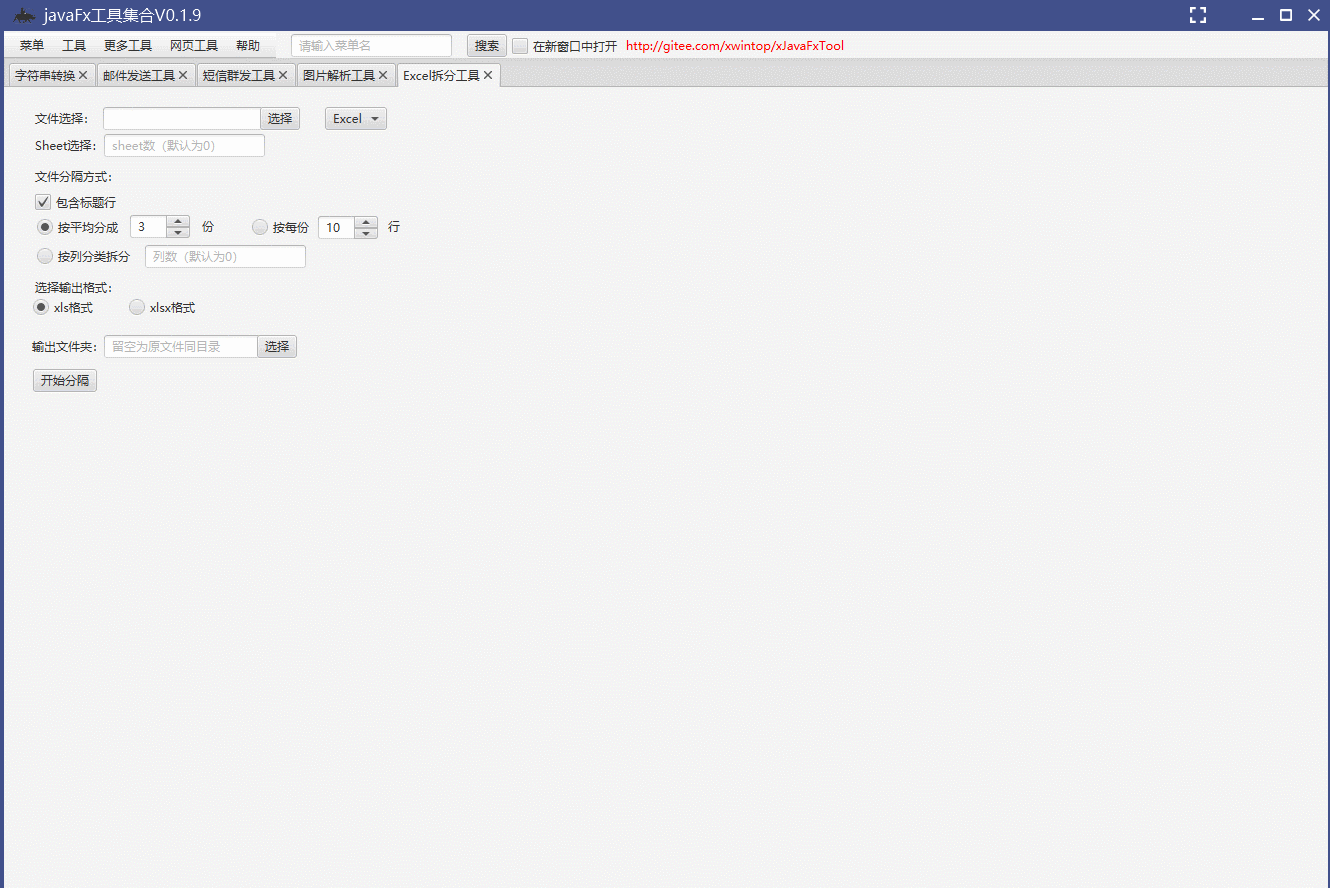 javaFx工具集合V0.1.9
菜单 工具 更多工具 网页工具 帮助 请输入菜单名 搜索 在新窗口中打开 http://gitee.com/xwintop/xJavaFxTool
字符串转换 邮件发送工具 短信群发工具 图片解析工具 Excel拆分工具
文件选择： 选择 Excel
Sheet选择： sheet数（默认为0）
文件分隔方式：
包含标题行
按平均分成 3 份 按每份 10 行
按列分类拆分 列数（默认为0）
选择输出格式：
xls格式 xlsx格式
输出文件夹： 留空为原文件同目录 选择
开始分隔